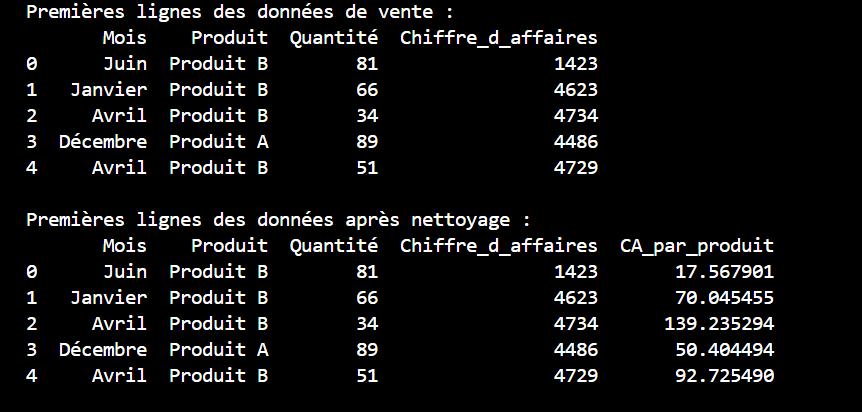 Premières lignes des données de vente :
Mois Produit Quantité Chiffre_d_affaires
0 Juin Produit B 81 1423
1 Janvier Produit B 66 4623
2 Avril Produit B 34 4734
3 Décembre Produit A 89 4486
4 Avril Produit B 51 4729
Premières lignes des données après nettoyage :
Mois Produit Quantité Chiffre_d_affaires CA_par_produit
0 Juin Produit B 81 1423 17.567901
1 Janvier Produit B 66 4623 70.045455
2 Avril Produit B 34 4734 139.235294
3 Décembre Produit A 89 4486 50.404494
4 Avril Produit B 51 4729 92.725490